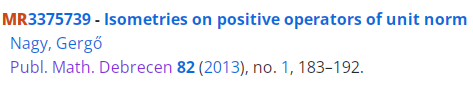 MR3375739 - Isometries on positive operators of unit norm
Nagy, Gergő
Publ. Math. Debrecen 82 (2013), no. 1, 183–192.